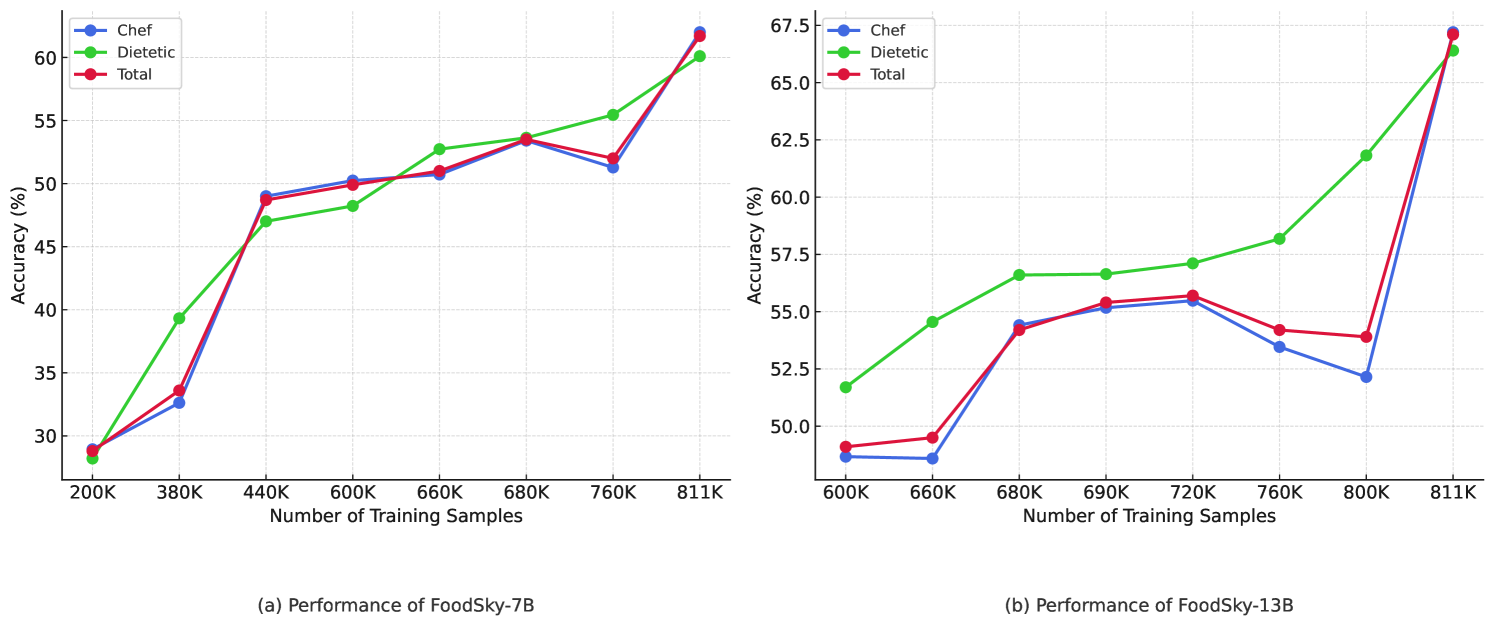 Chef
Dietetic
Total
60
55
50
45
40
35
30
Accuracy (%)
200K 380K 440K 600K 660K 680K 760K 811K
Number of Training Samples
(a) Performance of FoodSky-7B
Chef
Dietetic
Total
67.5
65.0
62.5
60.0
57.5
55.0
52.5
50.0
Accuracy (%)
600K 660K 680K 690K 720K 760K 800K 811K
Number of Training Samples
(b) Performance of FoodSky-13B